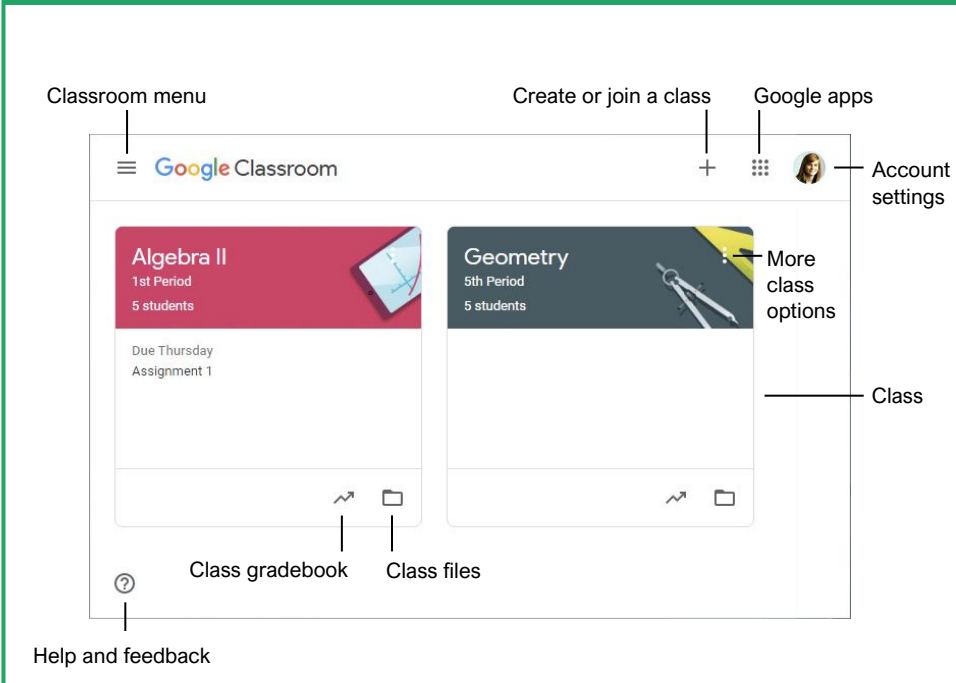 Classroom menu
Create or join a class
Google apps
Google Classroom
Account
settings
Algebra II
1st Period
5 students
Geometry
5th Period
5 students
More
class
options
Due Thursday
Assignment 1
Class
Class gradebook
Class files
Help and feedback